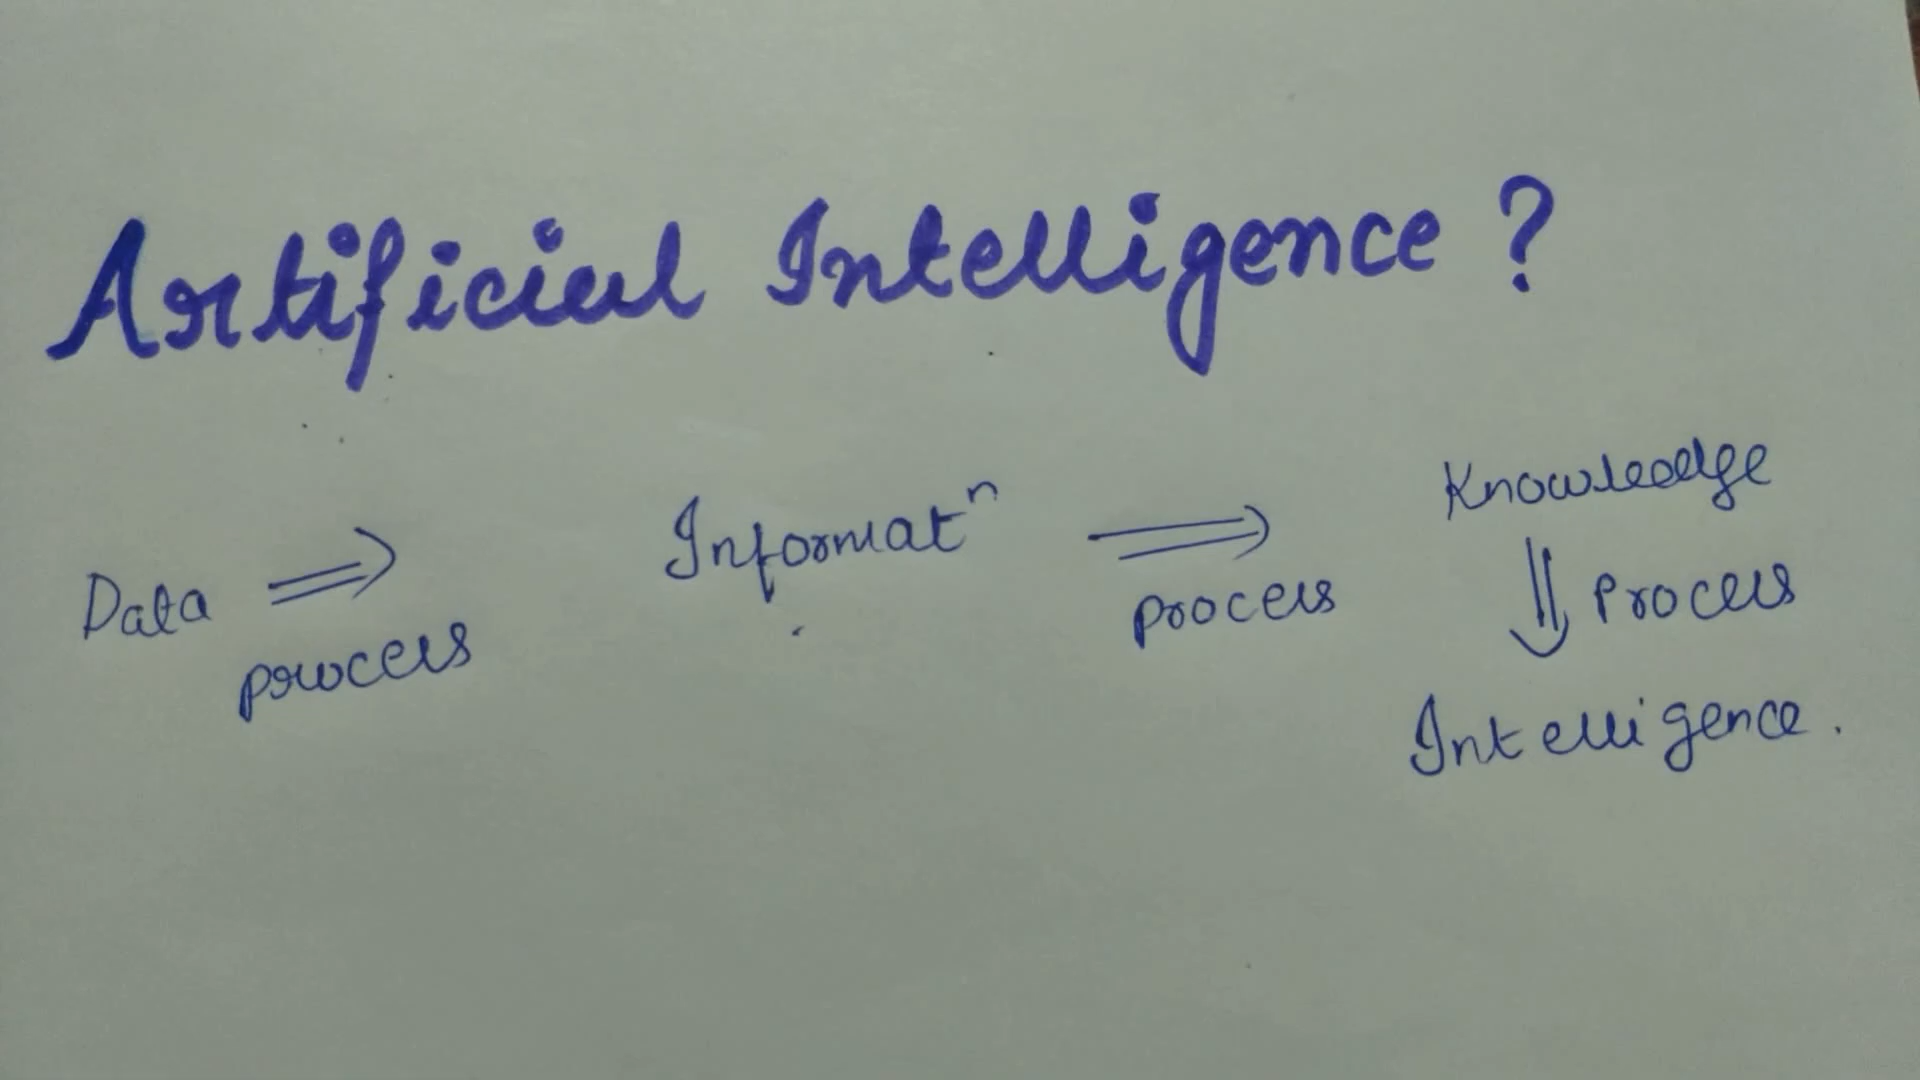 Artificial Intelligence ?
Data ⇒ Informatⁿ ⇒ Knowledge
process process ⇓ Process
Intelligence.